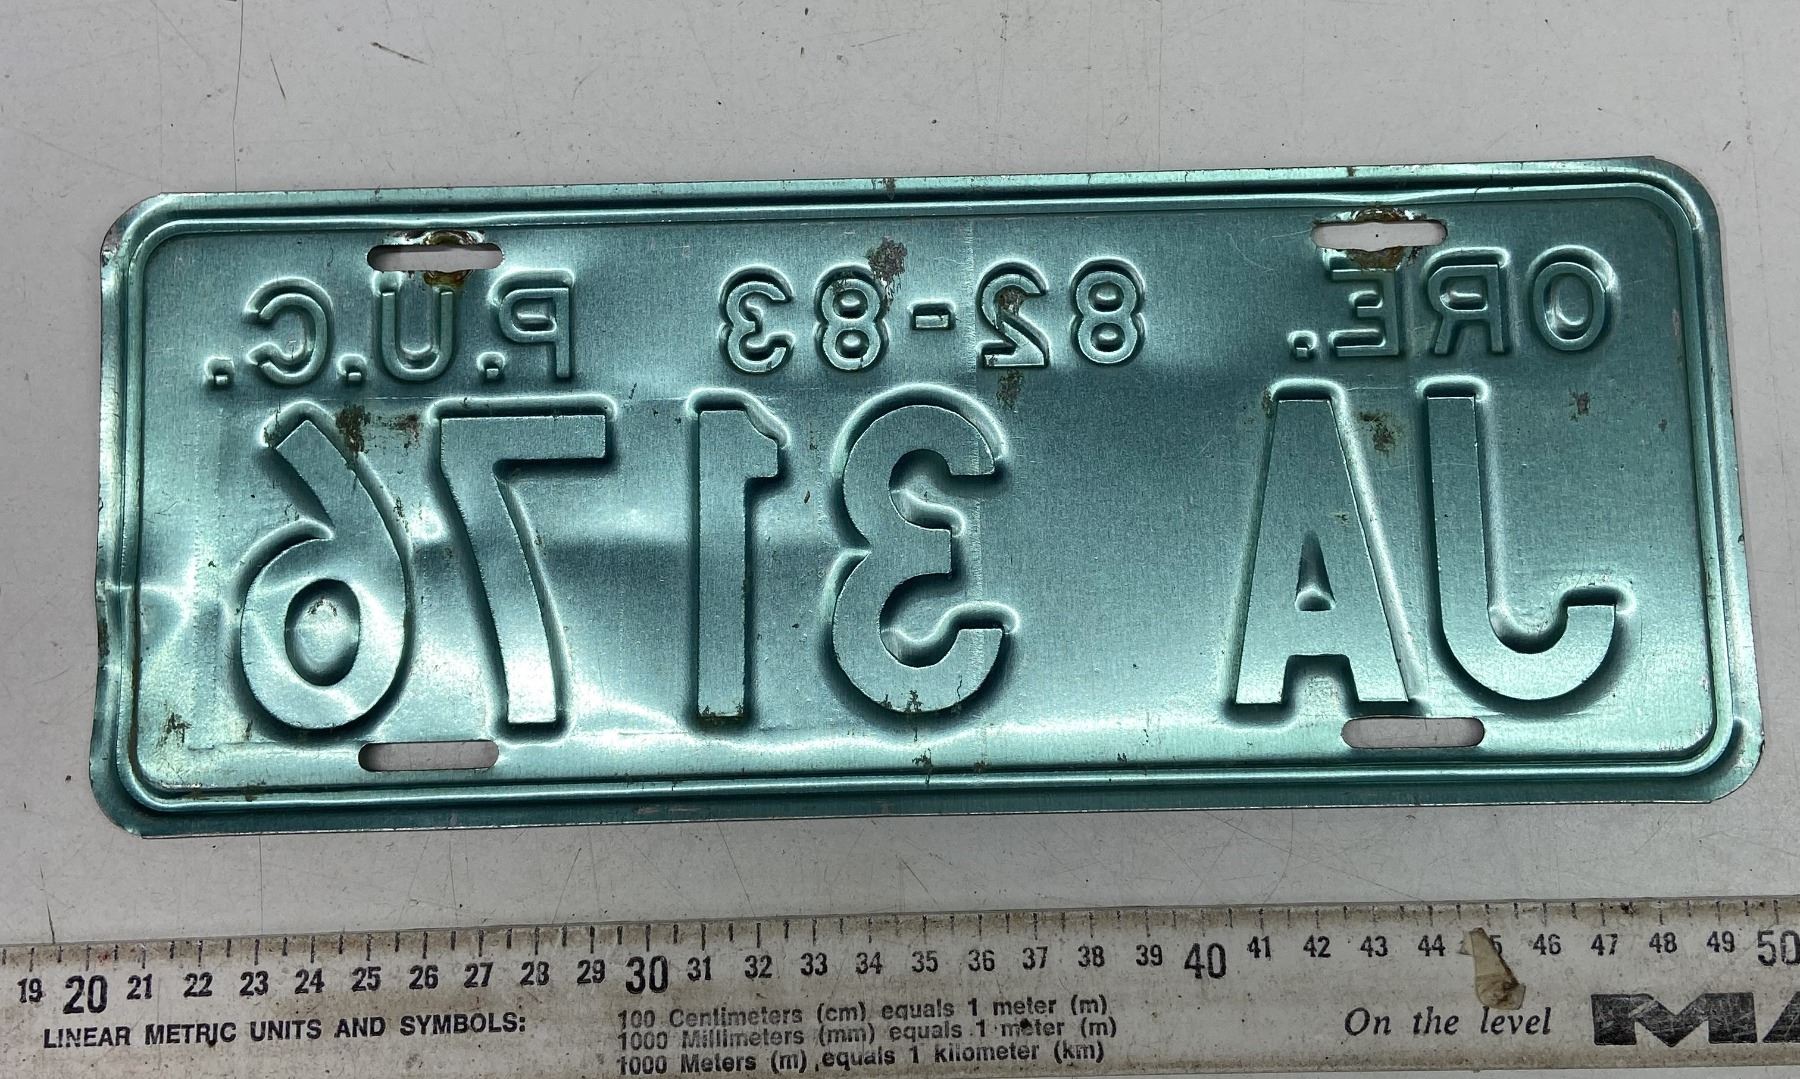 ORE. 82-83 P.U.C.
JA 3176
19 20 21 22 23 24 25 26 27 28 29 30 31 32 33 34 35 36 37 38 39 40 41 42 43 44 46 47 48 49 50
LINEAR METRIC UNITS AND SYMBOLS:
100 Centimeters (cm) equals 1 meter (m)
1000 Millimeters (mm) equals 1 meter (m)
1000 Meters (m) equals 1 kilometer (km)
On the level